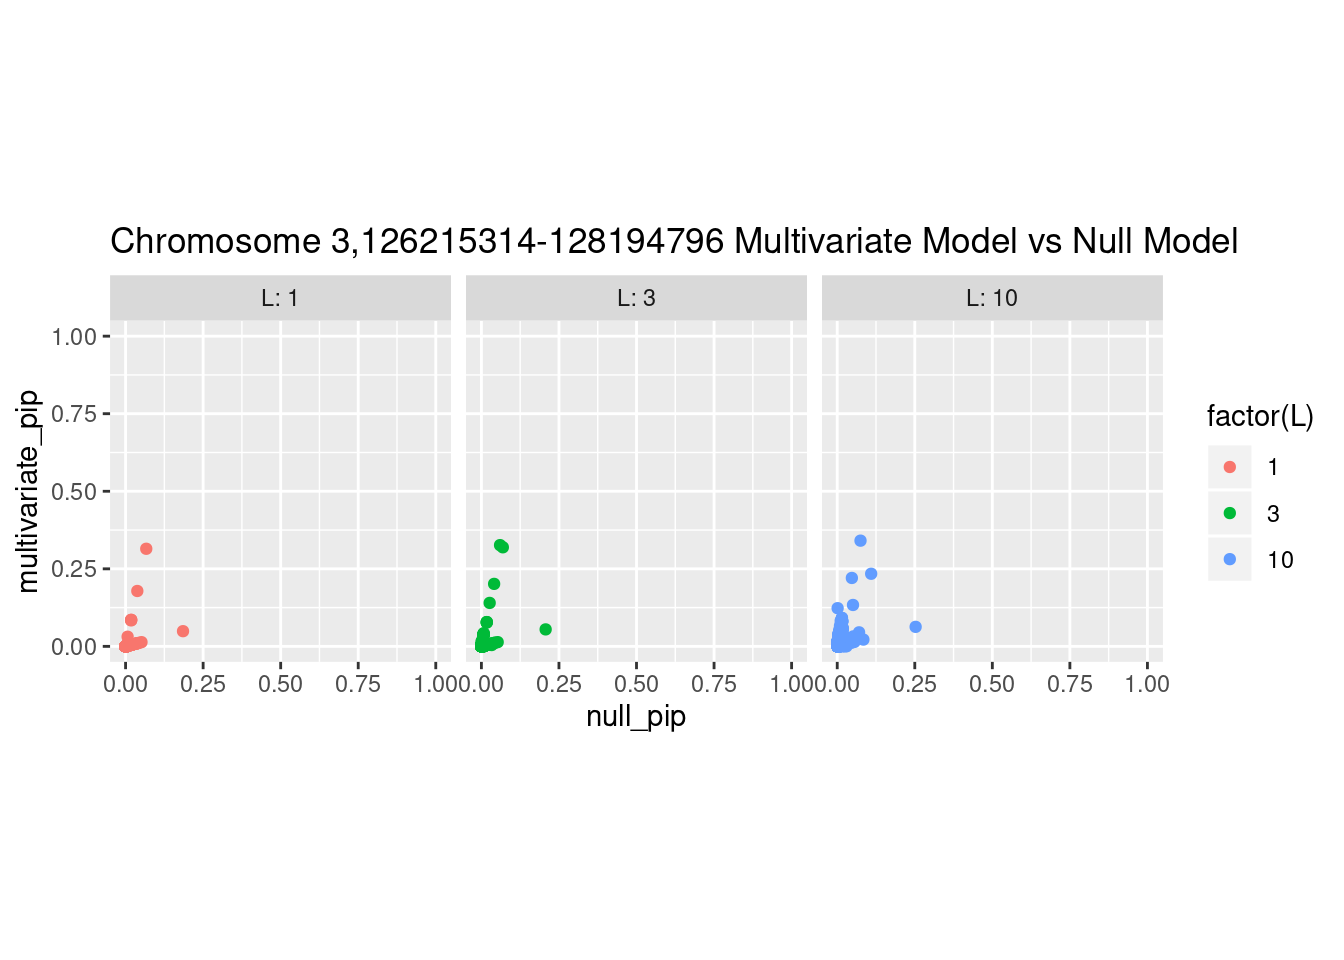 Chromosome 3,126215314-128194796 Multivariate Model vs Null Model
L: 1
L: 3
L: 10
multivariate_pip
1.00
0.75
0.50
0.25
0.00
0.00 0.25 0.50 0.75 1.00
0.00 0.25 0.50 0.75 1.00
0.00 0.25 0.50 0.75 1.00
null_pip
factor(L)
1
3
10